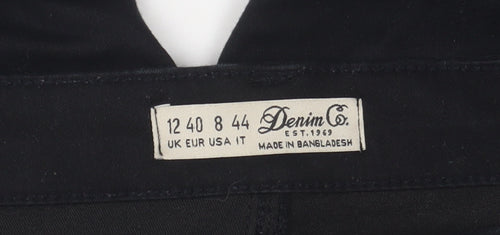 12 40 8 44 Denim Co.
EST. 1969
UK EUR USA IT MADE IN BANGLADESH